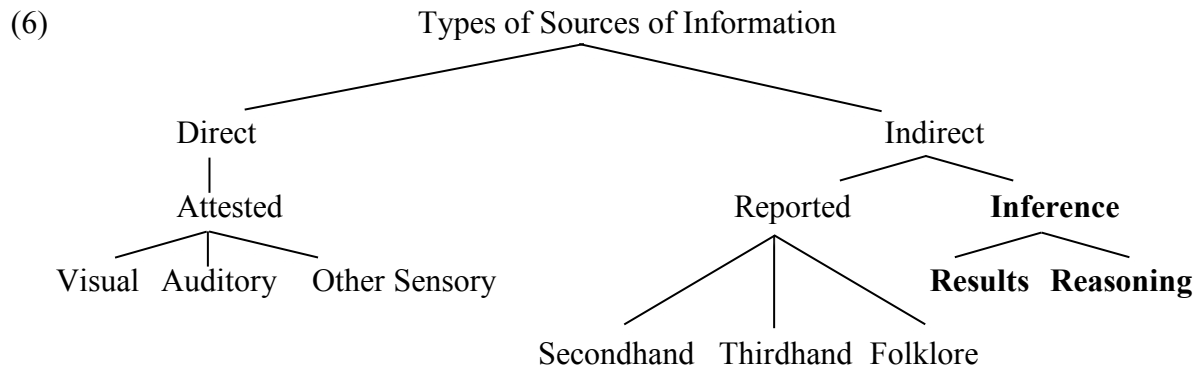 (6) Types of Sources of Information
Direct Indirect
Attested Reported Inference
Visual Auditory Other Sensory Results Reasoning
Secondhand Thirdhand Folklore